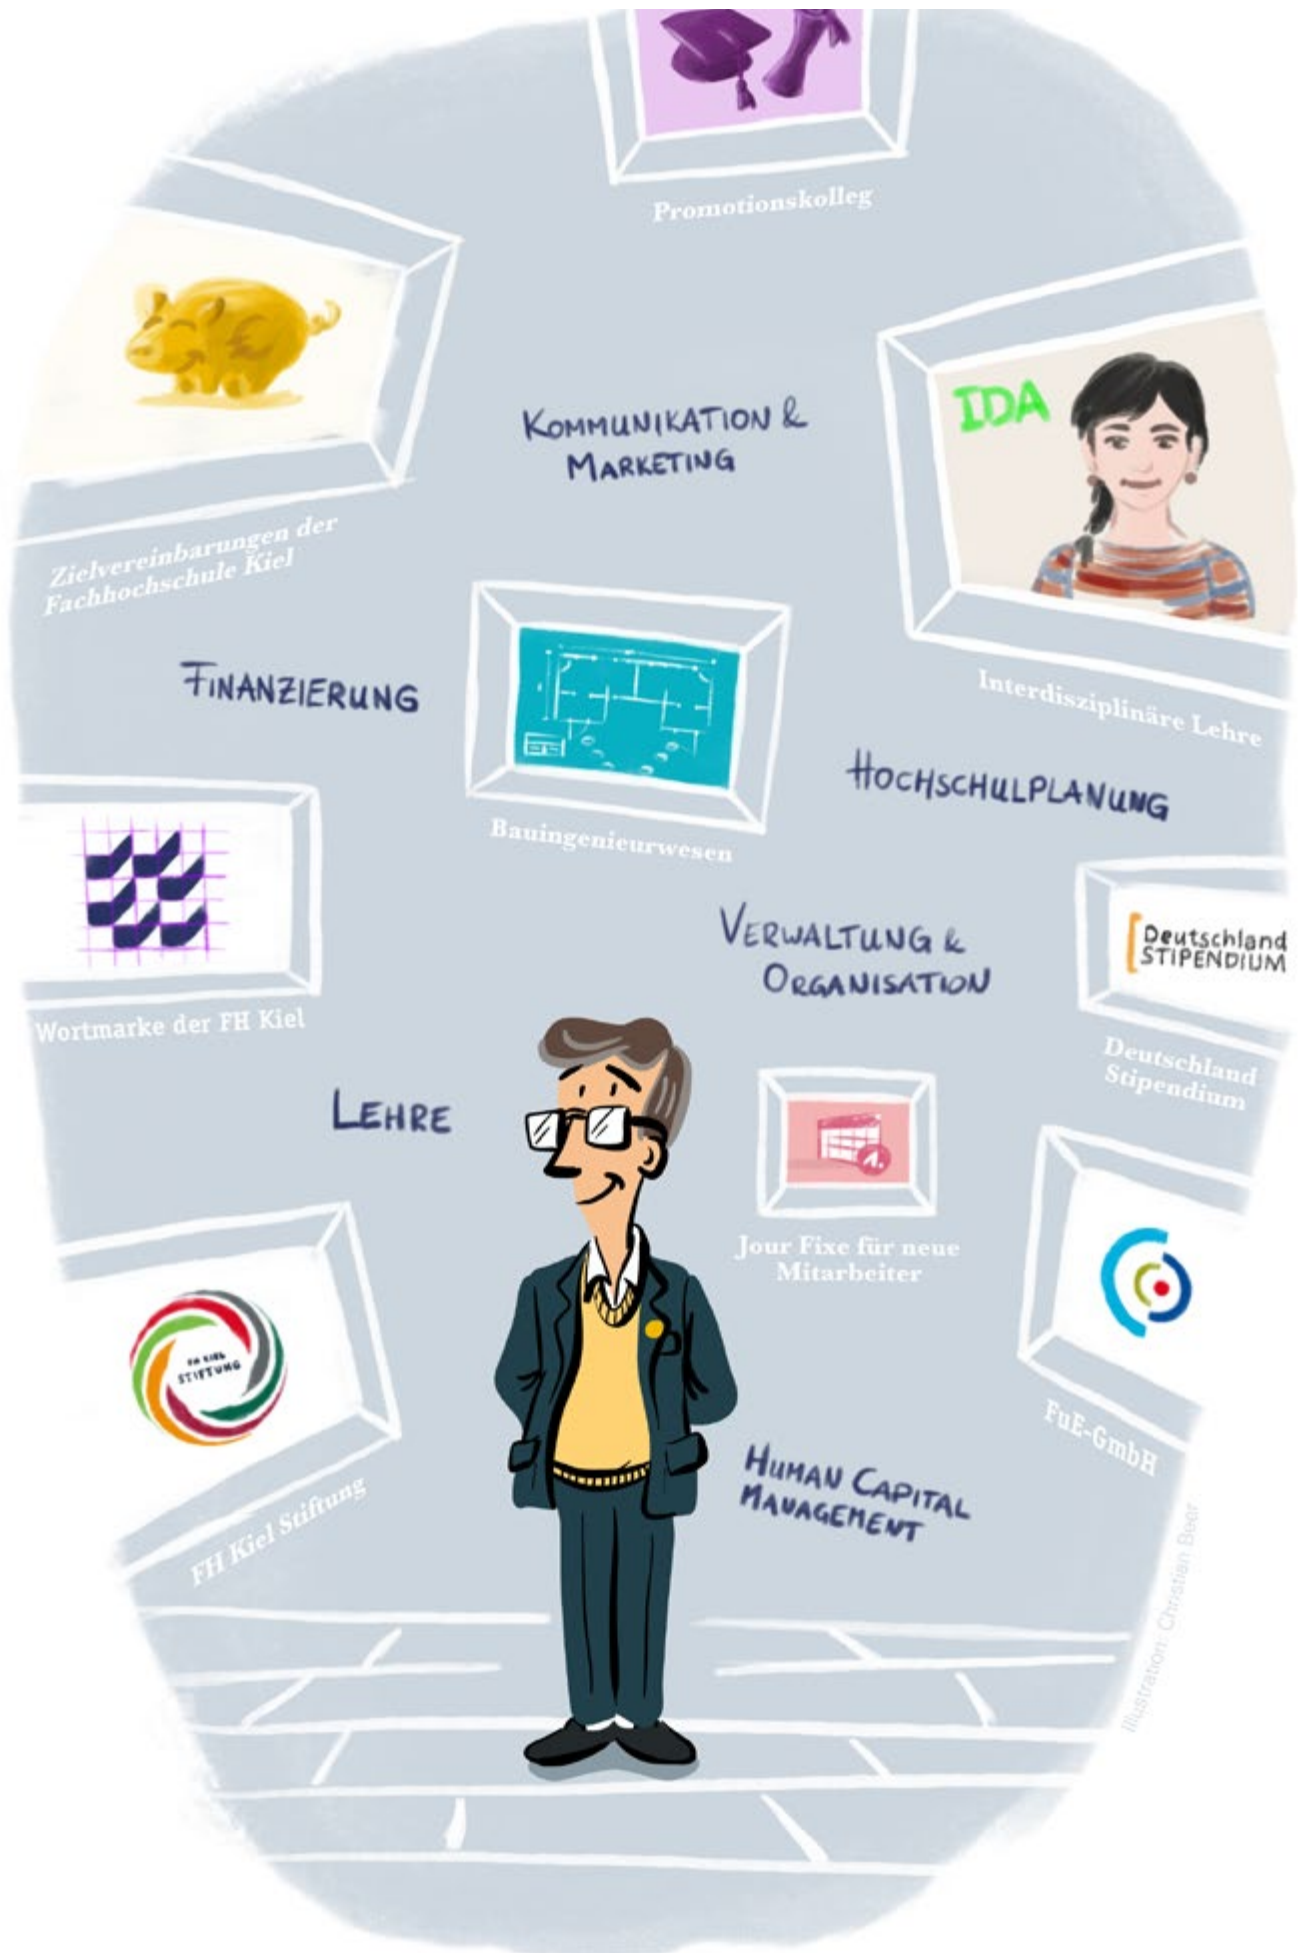 Promotionskolleg
IDA
KOMMUNIKATION &
MARKETING
Zielvereinbarungen der
Fachhochschule Kiel
FINANZIERUNG
Interdisziplinäre Lehre
HOCHSCHULPLANUNG
Bauingenieurwesen
VERWALTUNG &
ORGANISATION
Deutschland
STIPENDIUM
Wortmarke der FH Kiel
Deutschland
Stipendium
LEHRE
1.
Jour Fixe für neue
Mitarbeiter
FH KIEL
STIFTUNG
FuE-GmbH
HUMAN CAPITAL
MANAGEMENT
FH Kiel Stiftung
Illustration: Christian Beer